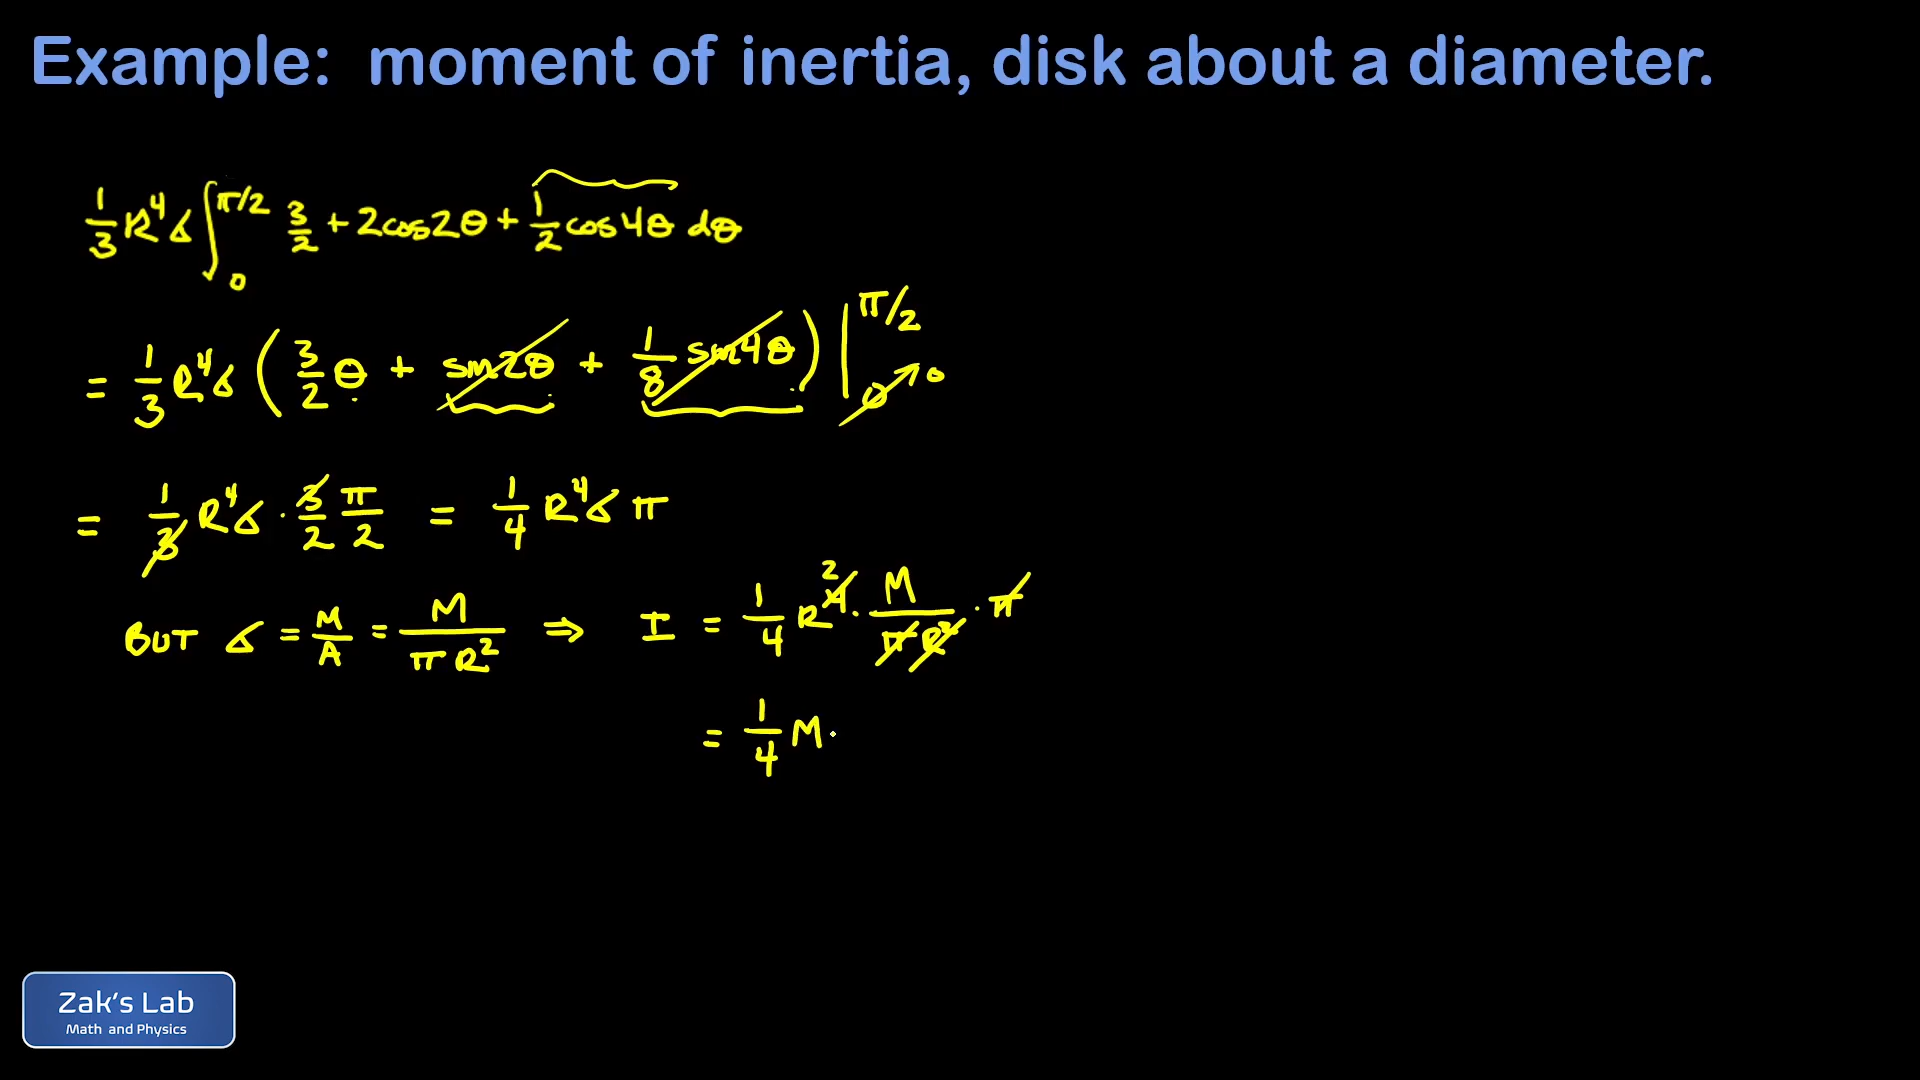 Example: moment of inertia, disk about a diameter.
1/3 R⁴σ ∫₀^π/2 3/2 + 2cos2θ + 1/2 cos4θ dθ
= 1/3 R⁴σ (3/2 θ + sin2θ + 1/8 sin4θ) |₀^π/2 0
= 1/3 R⁴σ · 3/2 π/2 = 1/4 R⁴σ π
BUT σ = M/A = M/πR² ⇒ I = 1/4 R⁴ 2 · M/πR² · π
= 1/4 M
Zak's Lab
Math and Physics